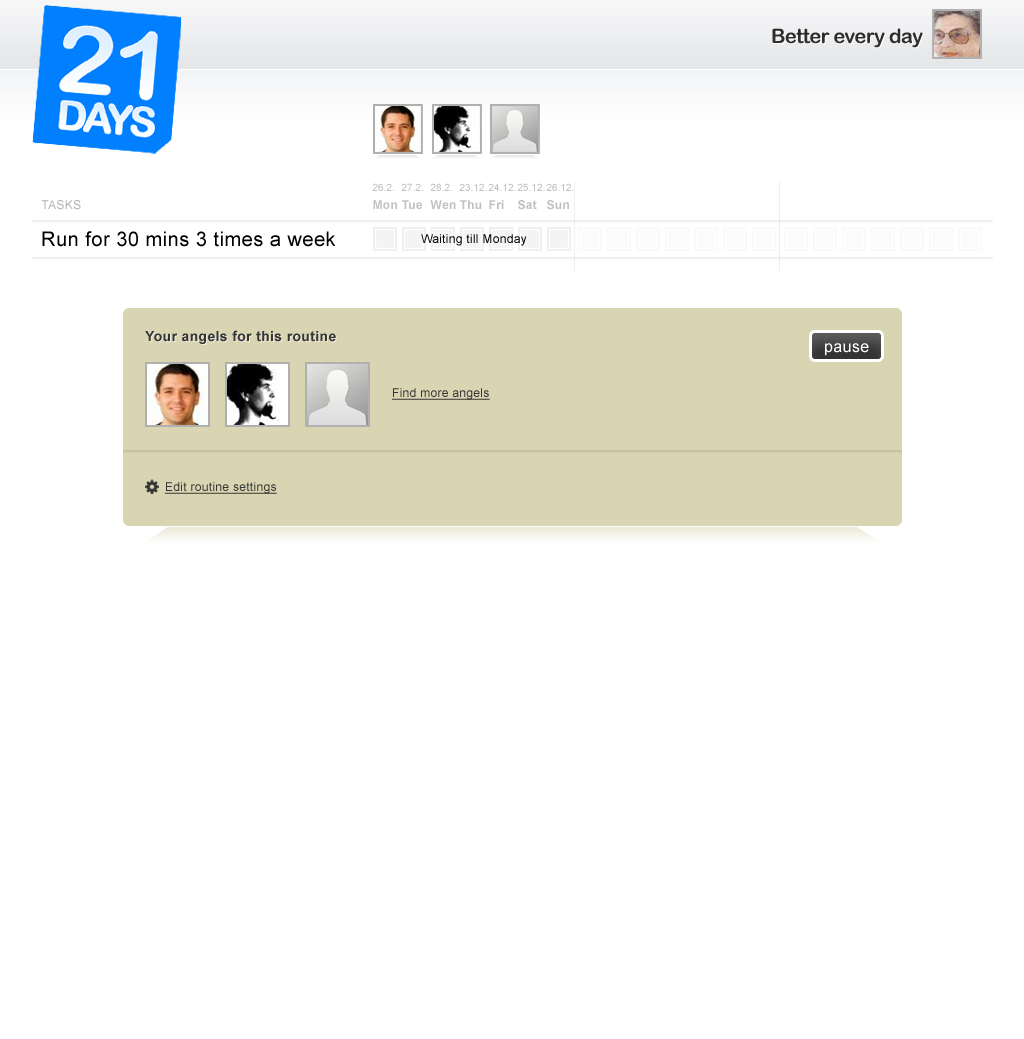 21
DAYS
Better every day
26.2. 27.2. 28.2. 23.12. 24.12. 25.12. 26.12.
TASKS Mon Tue Wen Thu Fri Sat Sun
Run for 30 mins 3 times a week Waiting till Monday
Your angels for this routine
pause
Find more angels
Edit routine settings